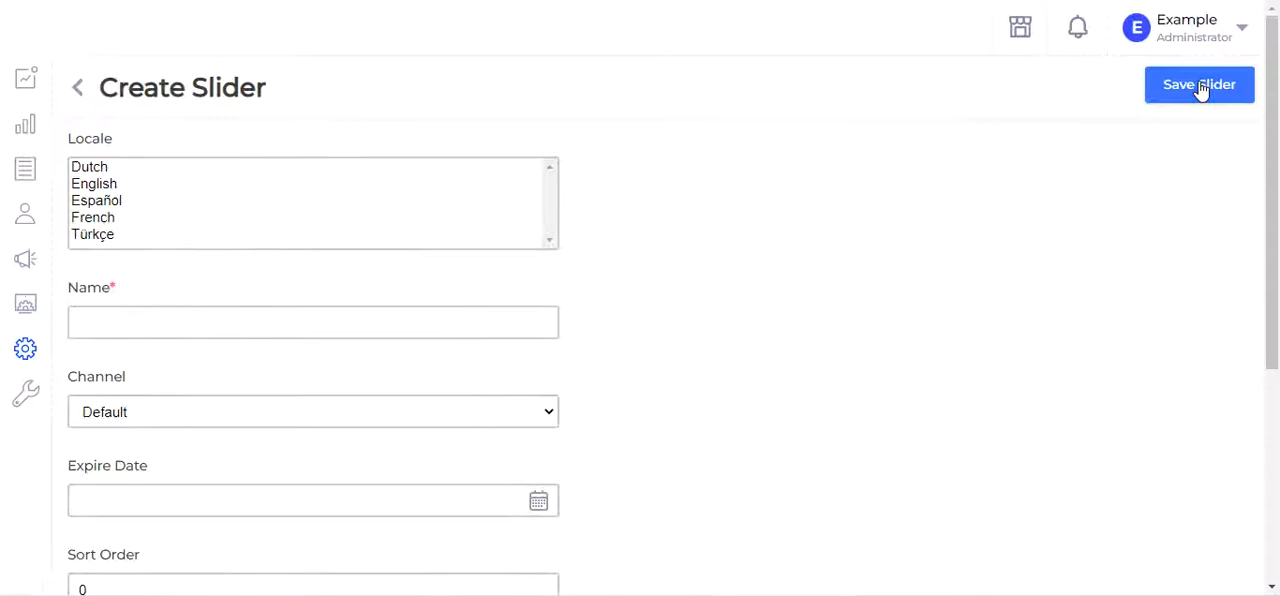 Example
E
Administrator
Create Slider
Save Slider
Locale
Dutch
English
Español
French
Türkçe
Name*
Channel
Default
Expire Date
Sort Order
0